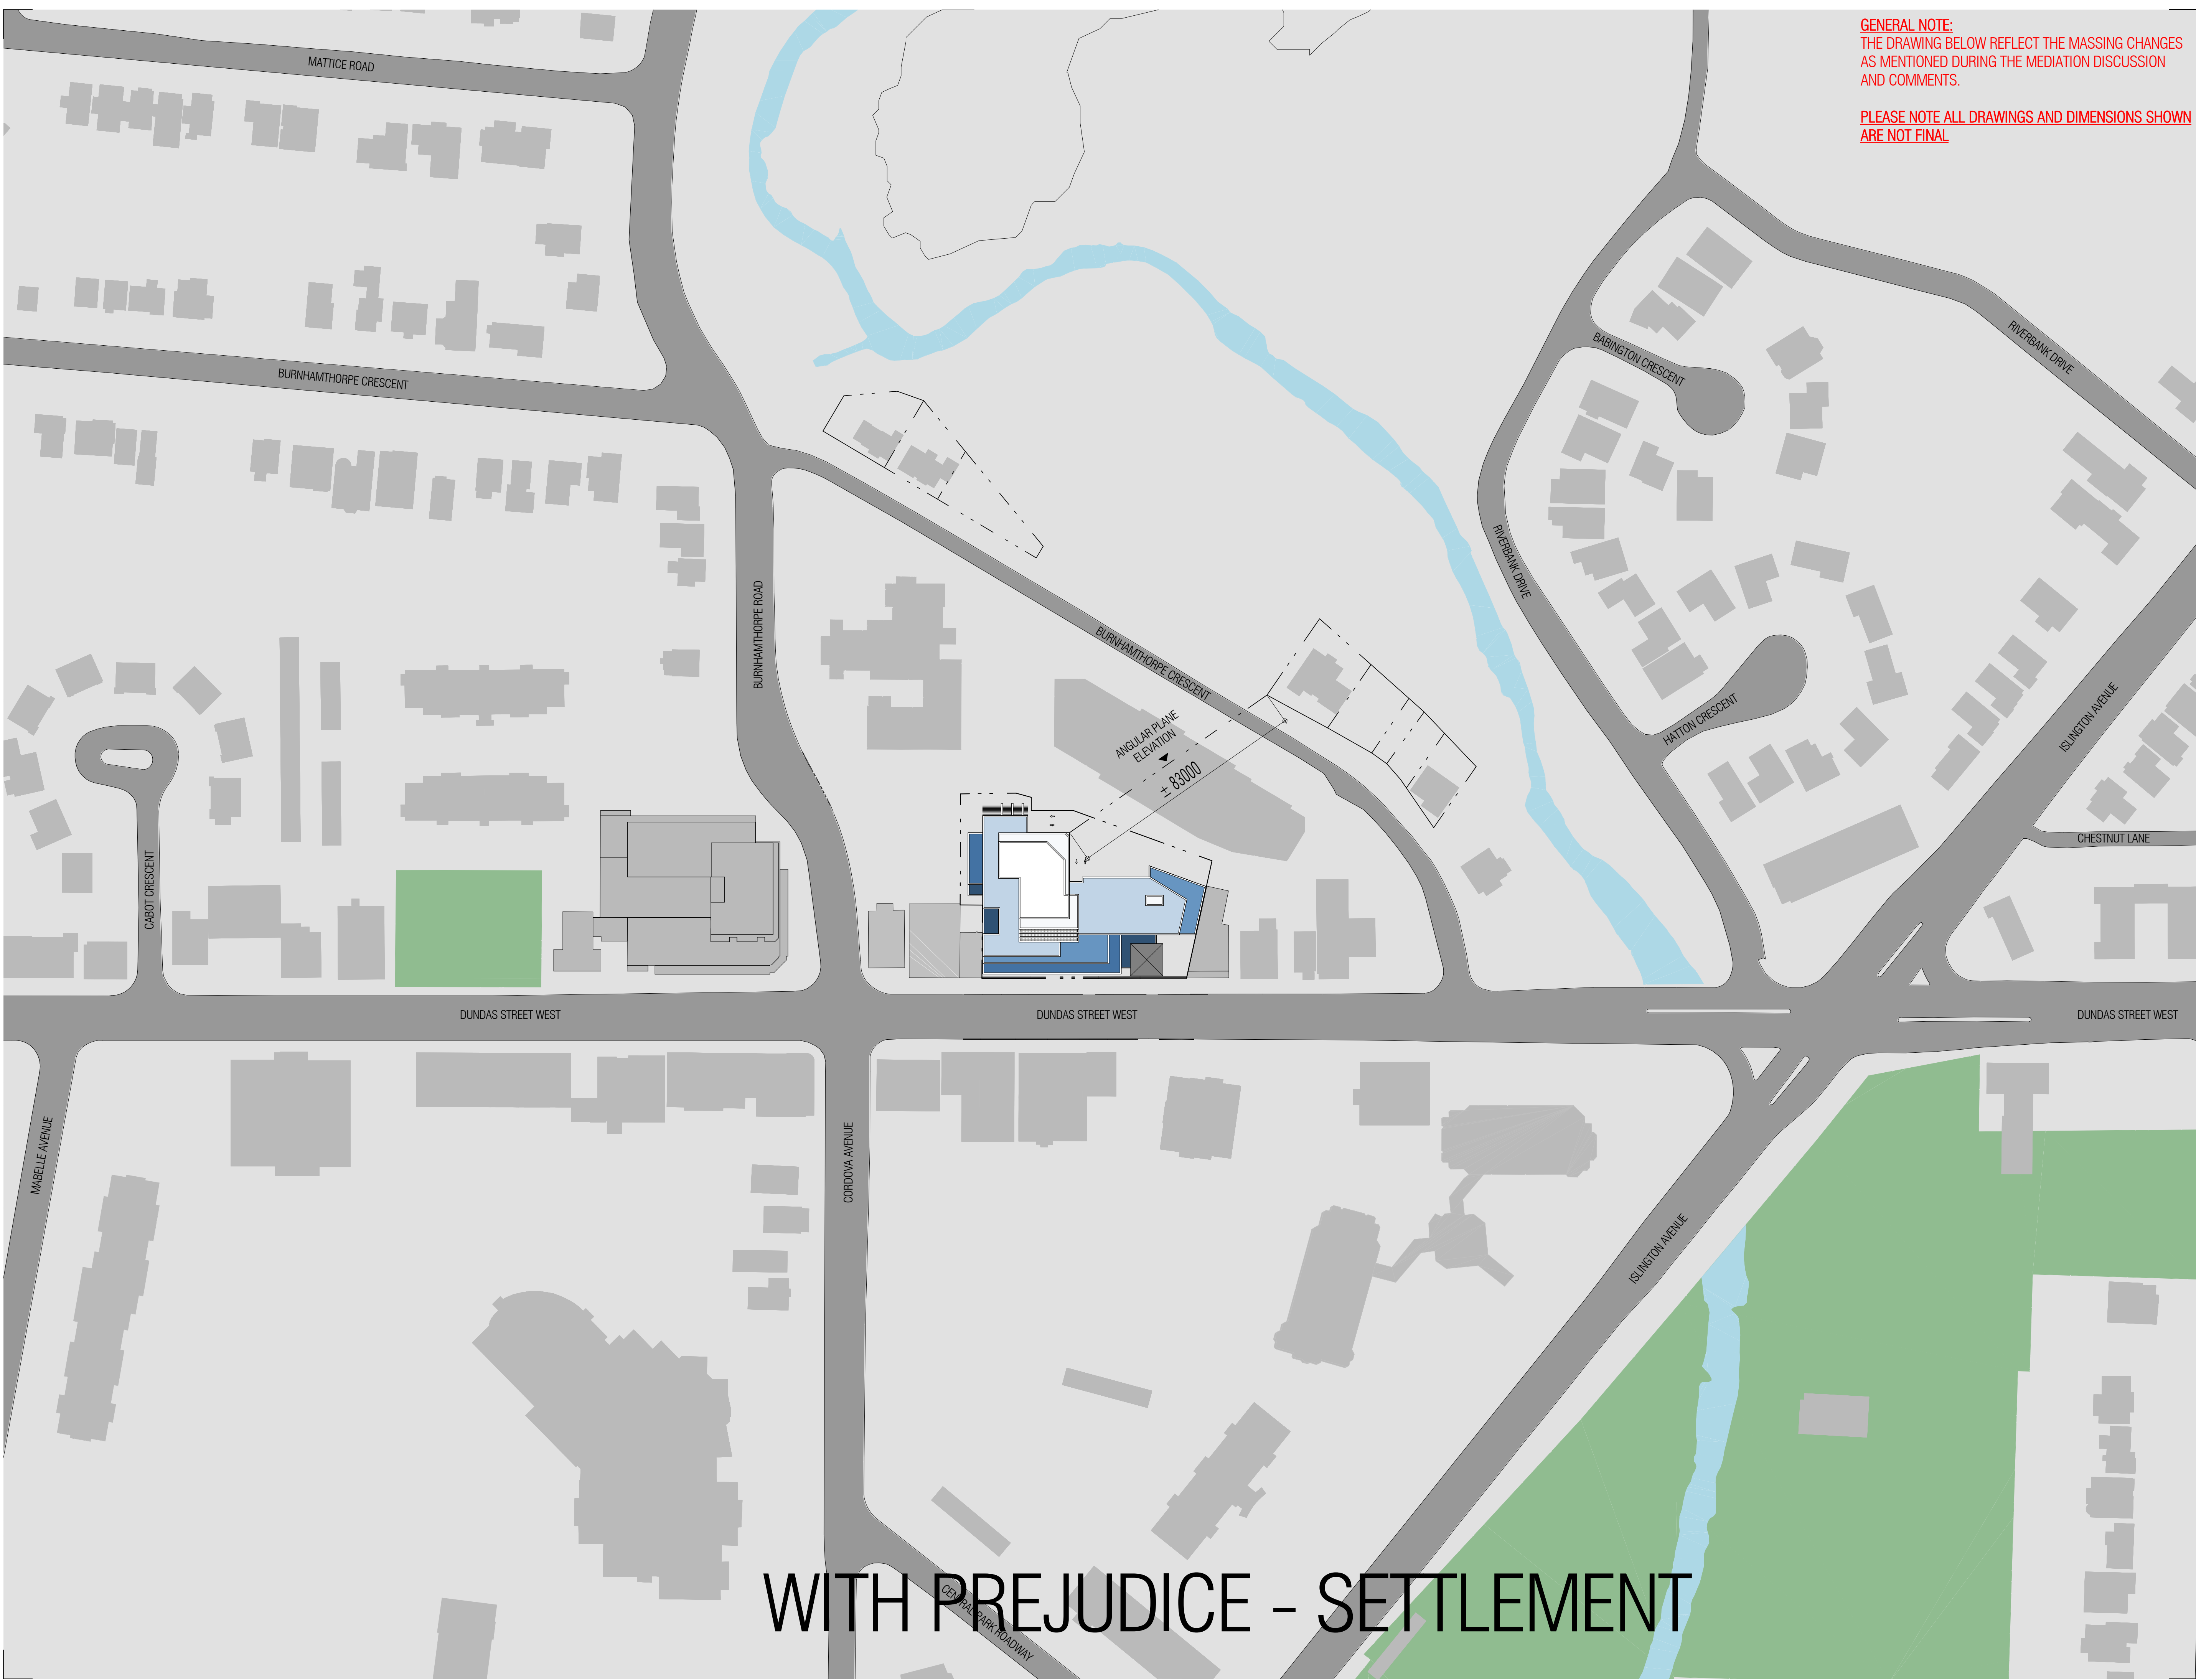 GENERAL NOTE:
THE DRAWING BELOW REFLECT THE MASSING CHANGES
AS MENTIONED DURING THE MEDIATION DISCUSSION
AND COMMENTS.
PLEASE NOTE ALL DRAWINGS AND DIMENSIONS SHOWN
ARE NOT FINAL
MATTICE ROAD
BURNHAMTHORPE CRESCENT
BABINGTON CRESCENT
RIVERBANK DRIVE
RIVERBANK DRIVE
BURNHAMTHORPE ROAD
BURNHAMTHORPE CRESCENT
HATTON CRESCENT
ISLINGTON AVENUE
ANGULAR PLANE
ELEVATION
± 83000
CABOT CRESCENT
CHESTNUT LANE
DUNDAS STREET WEST
DUNDAS STREET WEST
DUNDAS STREET WEST
MABELLE AVENUE
CORDOVA AVENUE
ISLINGTON AVENUE
WITH PREJUDICE - SETTLEMENT
CENTRAL PARK ROADWAY